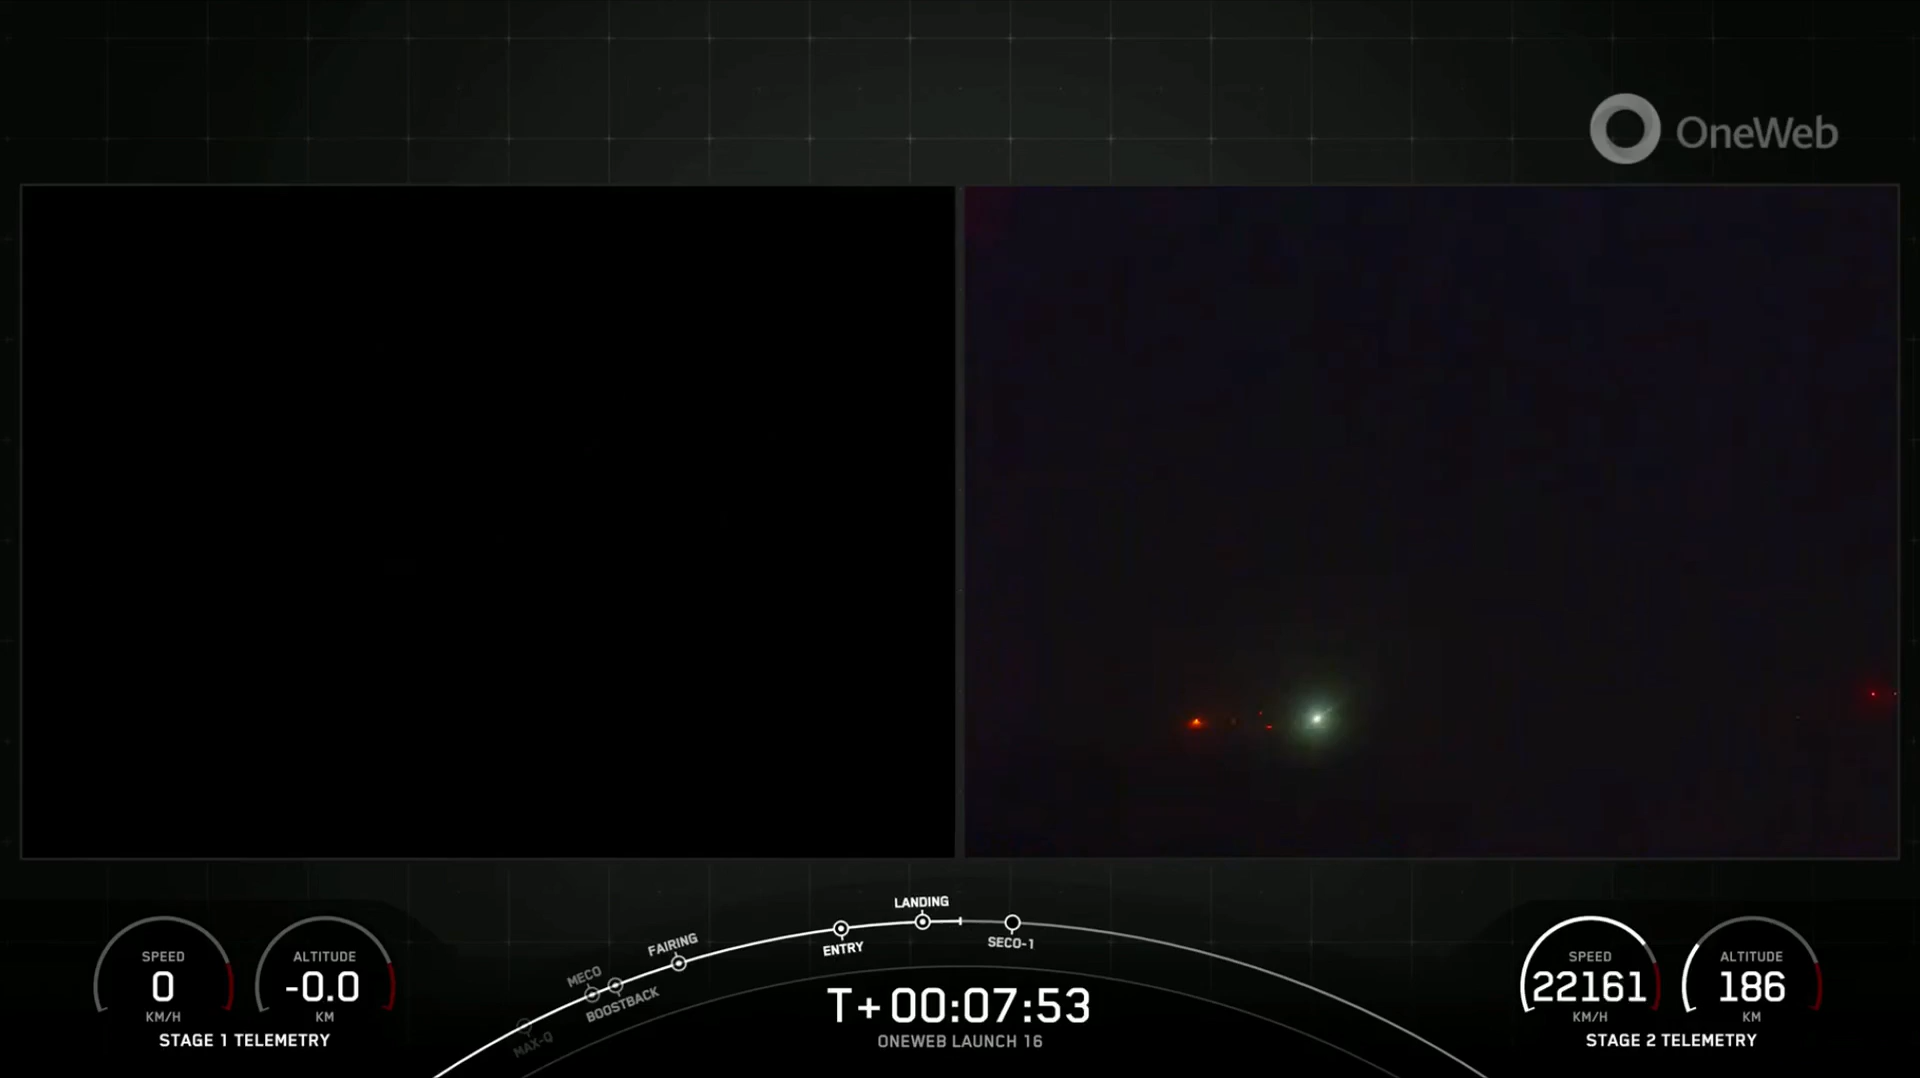 OneWeb
LANDING
ENTRY
SECO-1
FAIRING
MECO
BOOSTBACK
MAX-Q
SPEED
0
KM/H
ALTITUDE
-0.0
KM
STAGE 1 TELEMETRY
T+00:07:53
ONEWEB LAUNCH 16
SPEED
22161
KM/H
ALTITUDE
186
KM
STAGE 2 TELEMETRY